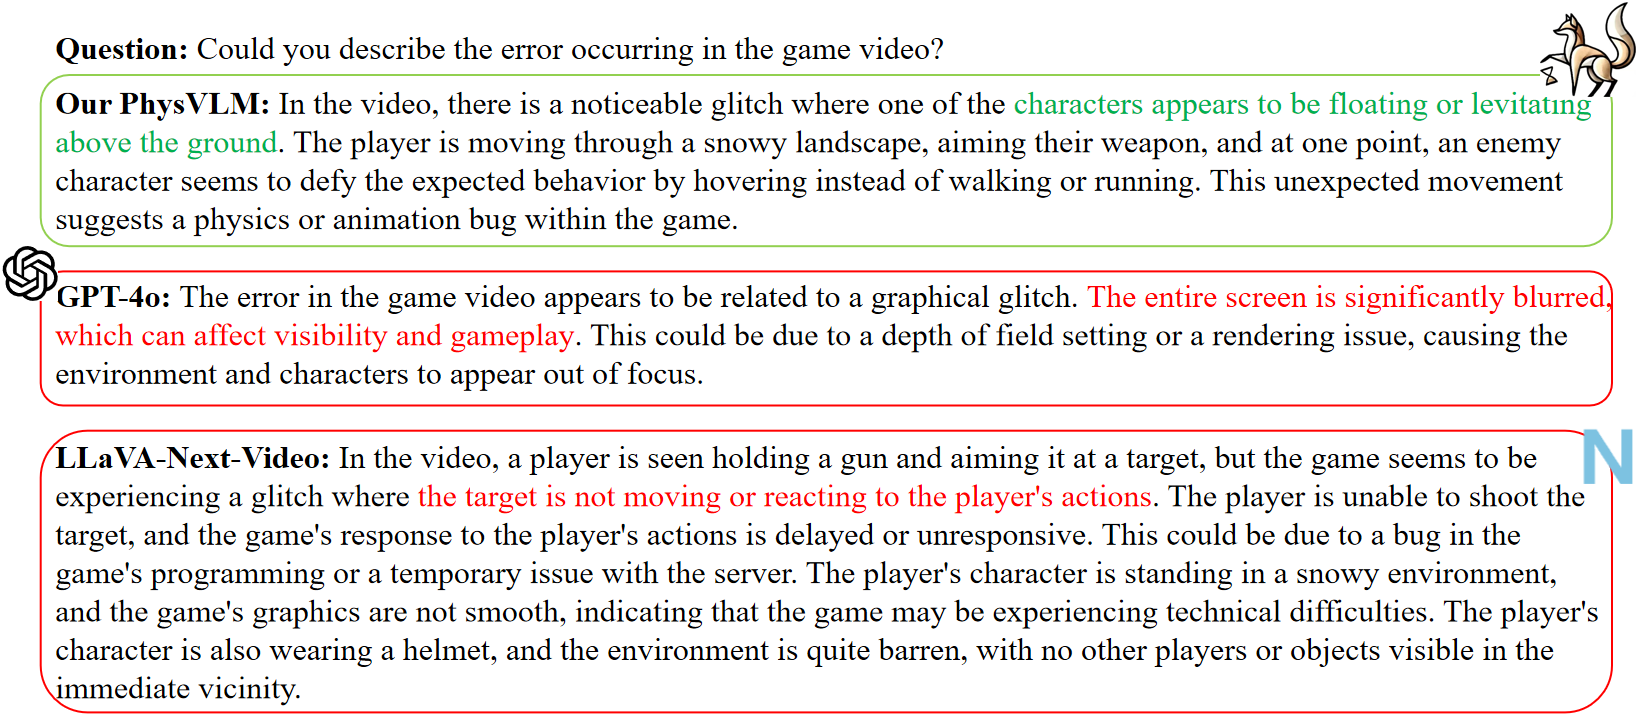 Question: Could you describe the error occurring in the game video?
Our PhysVLM: In the video, there is a noticeable glitch where one of the characters appears to be floating or levitating
above the ground. The player is moving through a snowy landscape, aiming their weapon, and at one point, an enemy
character seems to defy the expected behavior by hovering instead of walking or running. This unexpected movement
suggests a physics or animation bug within the game.
GPT-4o: The error in the game video appears to be related to a graphical glitch. The entire screen is significantly blurred,
which can affect visibility and gameplay. This could be due to a depth of field setting or a rendering issue, causing the
environment and characters to appear out of focus.
N
LLaVA-Next-Video: In the video, a player is seen holding a gun and aiming it at a target, but the game seems to be
experiencing a glitch where the target is not moving or reacting to the player's actions. The player is unable to shoot the
target, and the game's response to the player's actions is delayed or unresponsive. This could be due to a bug in the
game's programming or a temporary issue with the server. The player's character is standing in a snowy environment,
and the game's graphics are not smooth, indicating that the game may be experiencing technical difficulties. The player's
character is also wearing a helmet, and the environment is quite barren, with no other players or objects visible in the
immediate vicinity.